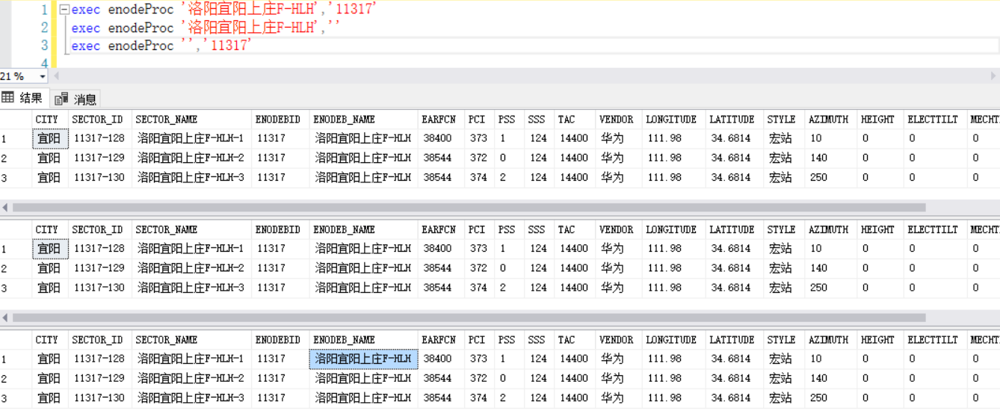 1 exec enodeProc '洛阳宜阳上庄F-HLH','11317'
2 exec enodeProc '洛阳宜阳上庄F-HLH',''
3 exec enodeProc '','11317'
4
21 %
结果 消息
CITY SECTOR_ID SECTOR_NAME ENODEBID ENODEB_NAME EARFCN PCI PSS SSS TAC VENDOR LONGITUDE LATITUDE STYLE AZIMUTH HEIGHT ELECTTILT MECHT
1 宜阳 11317-128 洛阳宜阳上庄F-HLH-1 11317 洛阳宜阳上庄F-HLH 38400 373 1 124 14400 华为 111.98 34.6814 宏站 10 0 0 0
2 宜阳 11317-129 洛阳宜阳上庄F-HLH-2 11317 洛阳宜阳上庄F-HLH 38544 372 0 124 14400 华为 111.98 34.6814 宏站 140 0 0 0
3 宜阳 11317-130 洛阳宜阳上庄F-HLH-3 11317 洛阳宜阳上庄F-HLH 38544 374 2 124 14400 华为 111.98 34.6814 宏站 250 0 0 0
CITY SECTOR_ID SECTOR_NAME ENODEBID ENODEB_NAME EARFCN PCI PSS SSS TAC VENDOR LONGITUDE LATITUDE STYLE AZIMUTH HEIGHT ELECTTILT MECHT
1 宜阳 11317-128 洛阳宜阳上庄F-HLH-1 11317 洛阳宜阳上庄F-HLH 38400 373 1 124 14400 华为 111.98 34.6814 宏站 10 0 0 0
2 宜阳 11317-129 洛阳宜阳上庄F-HLH-2 11317 洛阳宜阳上庄F-HLH 38544 372 0 124 14400 华为 111.98 34.6814 宏站 140 0 0 0
3 宜阳 11317-130 洛阳宜阳上庄F-HLH-3 11317 洛阳宜阳上庄F-HLH 38544 374 2 124 14400 华为 111.98 34.6814 宏站 250 0 0 0
CITY SECTOR_ID SECTOR_NAME ENODEBID ENODEB_NAME EARFCN PCI PSS SSS TAC VENDOR LONGITUDE LATITUDE STYLE AZIMUTH HEIGHT ELECTTILT MECHT
1 宜阳 11317-128 洛阳宜阳上庄F-HLH-1 11317 洛阳宜阳上庄F-HLH 38400 373 1 124 14400 华为 111.98 34.6814 宏站 10 0 0 0
2 宜阳 11317-129 洛阳宜阳上庄F-HLH-2 11317 洛阳宜阳上庄F-HLH 38544 372 0 124 14400 华为 111.98 34.6814 宏站 140 0 0 0
3 宜阳 11317-130 洛阳宜阳上庄F-HLH-3 11317 洛阳宜阳上庄F-HLH 38544 374 2 124 14400 华为 111.98 34.6814 宏站 250 0 0 0